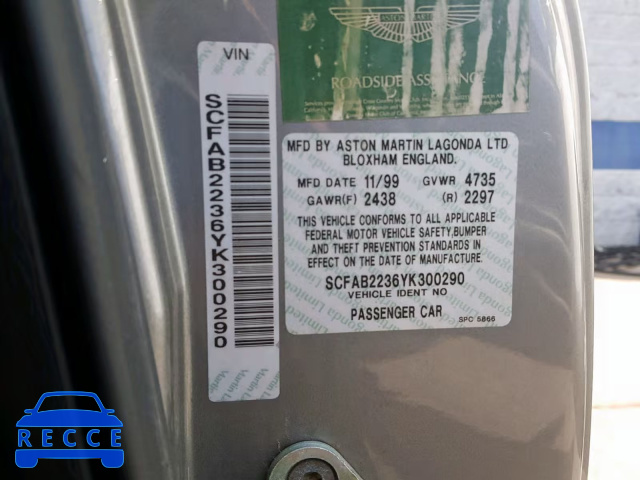 VIN
SCFAB2236YK300290
ASTON MARTIN
ROADSIDE ASSISTANCE
MFD BY ASTON MARTIN LAGONDA LTD
BLOXHAM ENGLAND.
MFD DATE 11/99 GVWR 4735
GAWR(F) 2438 (R) 2297
THIS VEHICLE CONFORMS TO ALL APPLICABLE
FEDERAL MOTOR VEHICLE SAFETY,BUMPER
AND THEFT PREVENTION STANDARDS IN
EFFECT ON THE DATE OF MANUFACTURE.
SCFAB2236YK300290
VEHICLE IDENT NO
PASSENGER CAR
SPC 5866
RECCE